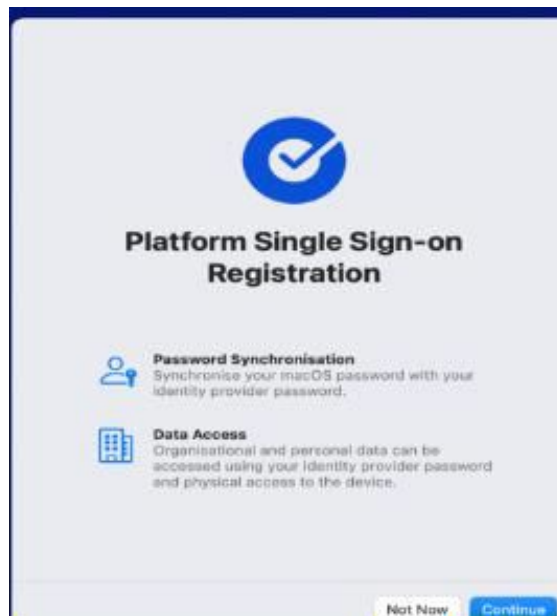 Platform Single Sign-on
Registration
Password Synchronisation
Synchronise your macOS password with your
identity provider password.
Data Access
Organisational and personal data can be
accessed using your identity provider password
and physical access to the device.
Not Now
Continue